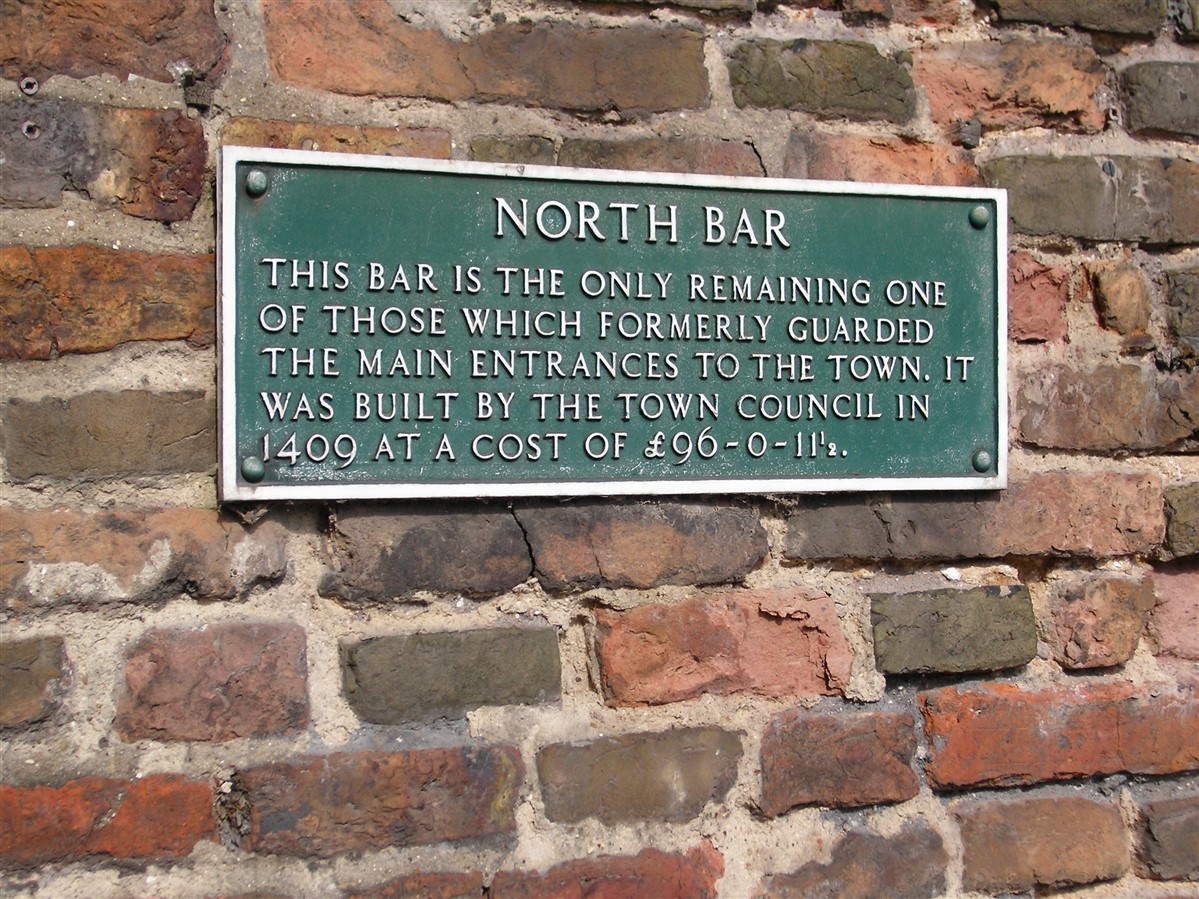 NORTH BAR
THIS BAR IS THE ONLY REMAINING ONE
OF THOSE WHICH FORMERLY GUARDED
THE MAIN ENTRANCES TO THE TOWN. IT
WAS BUILT BY THE TOWN COUNCIL IN
1409 AT A COST OF £96-0-11½.